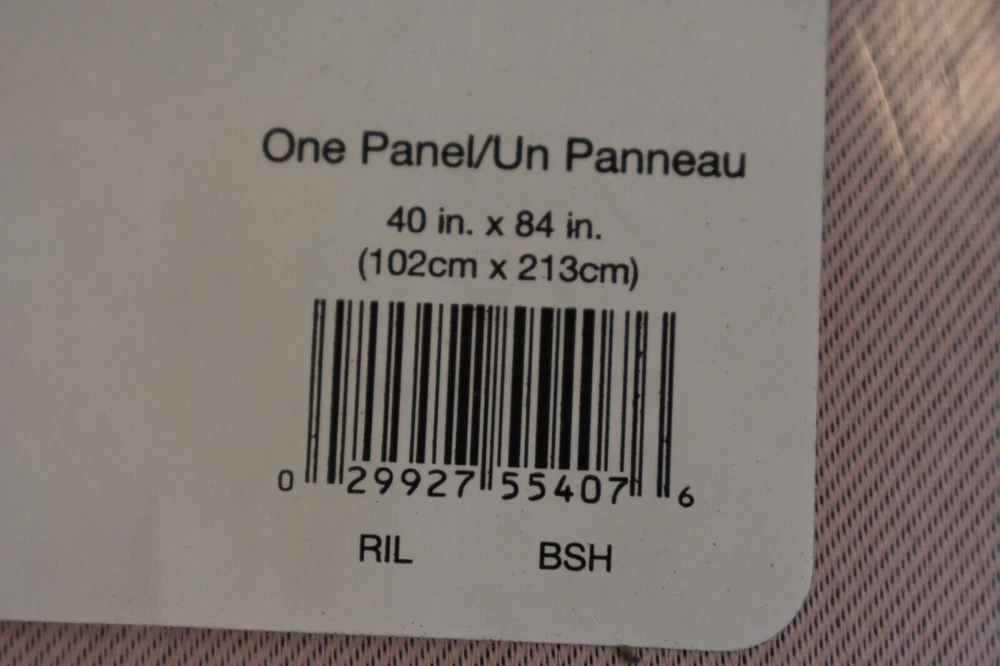 One Panel/Un Panneau
40 in. x 84 in.
(102cm x 213cm)
0 29927 55407 6
RIL BSH